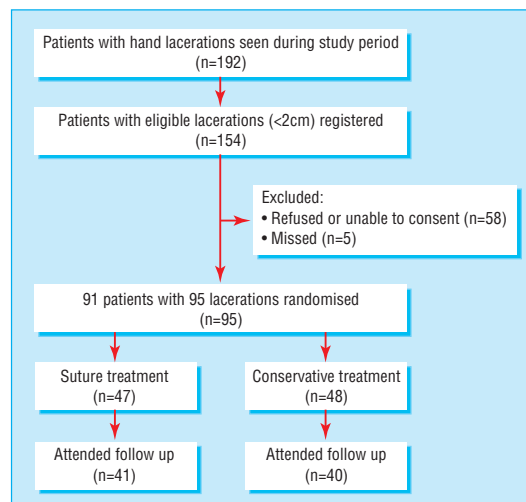 Patients with hand lacerations seen during study period
(n=192)
Patients with eligible lacerations (<2cm) registered
(n=154)
Excluded:
• Refused or unable to consent (n=58)
• Missed (n=5)
91 patients with 95 lacerations randomised
(n=95)
Suture treatment
(n=47)
Conservative treatment
(n=48)
Attended follow up
(n=41)
Attended follow up
(n=40)